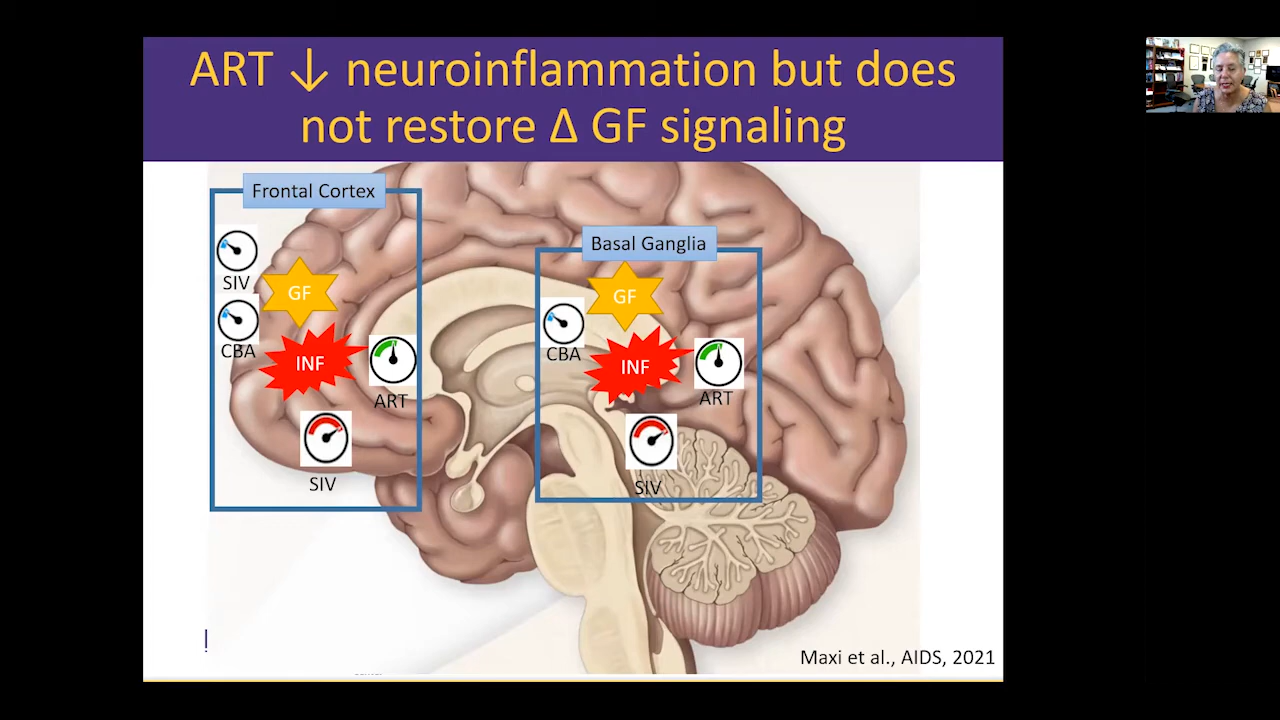 ART ↓ neuroinflammation but does
not restore Δ GF signaling
Frontal Cortex
SIV
GF
CBA
INF
ART
SIV
Basal Ganglia
GF
CBA
INF
ART
SIV
Maxi et al., AIDS, 2021